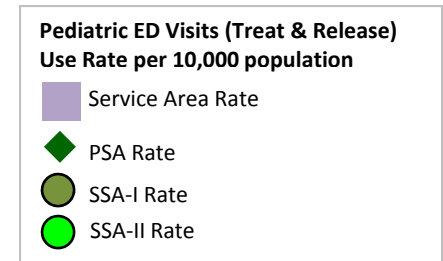 Pediatric ED Visits (Treat & Release)
Use Rate per 10,000 population
Service Area Rate
PSA Rate
SSA-I Rate
SSA-II Rate